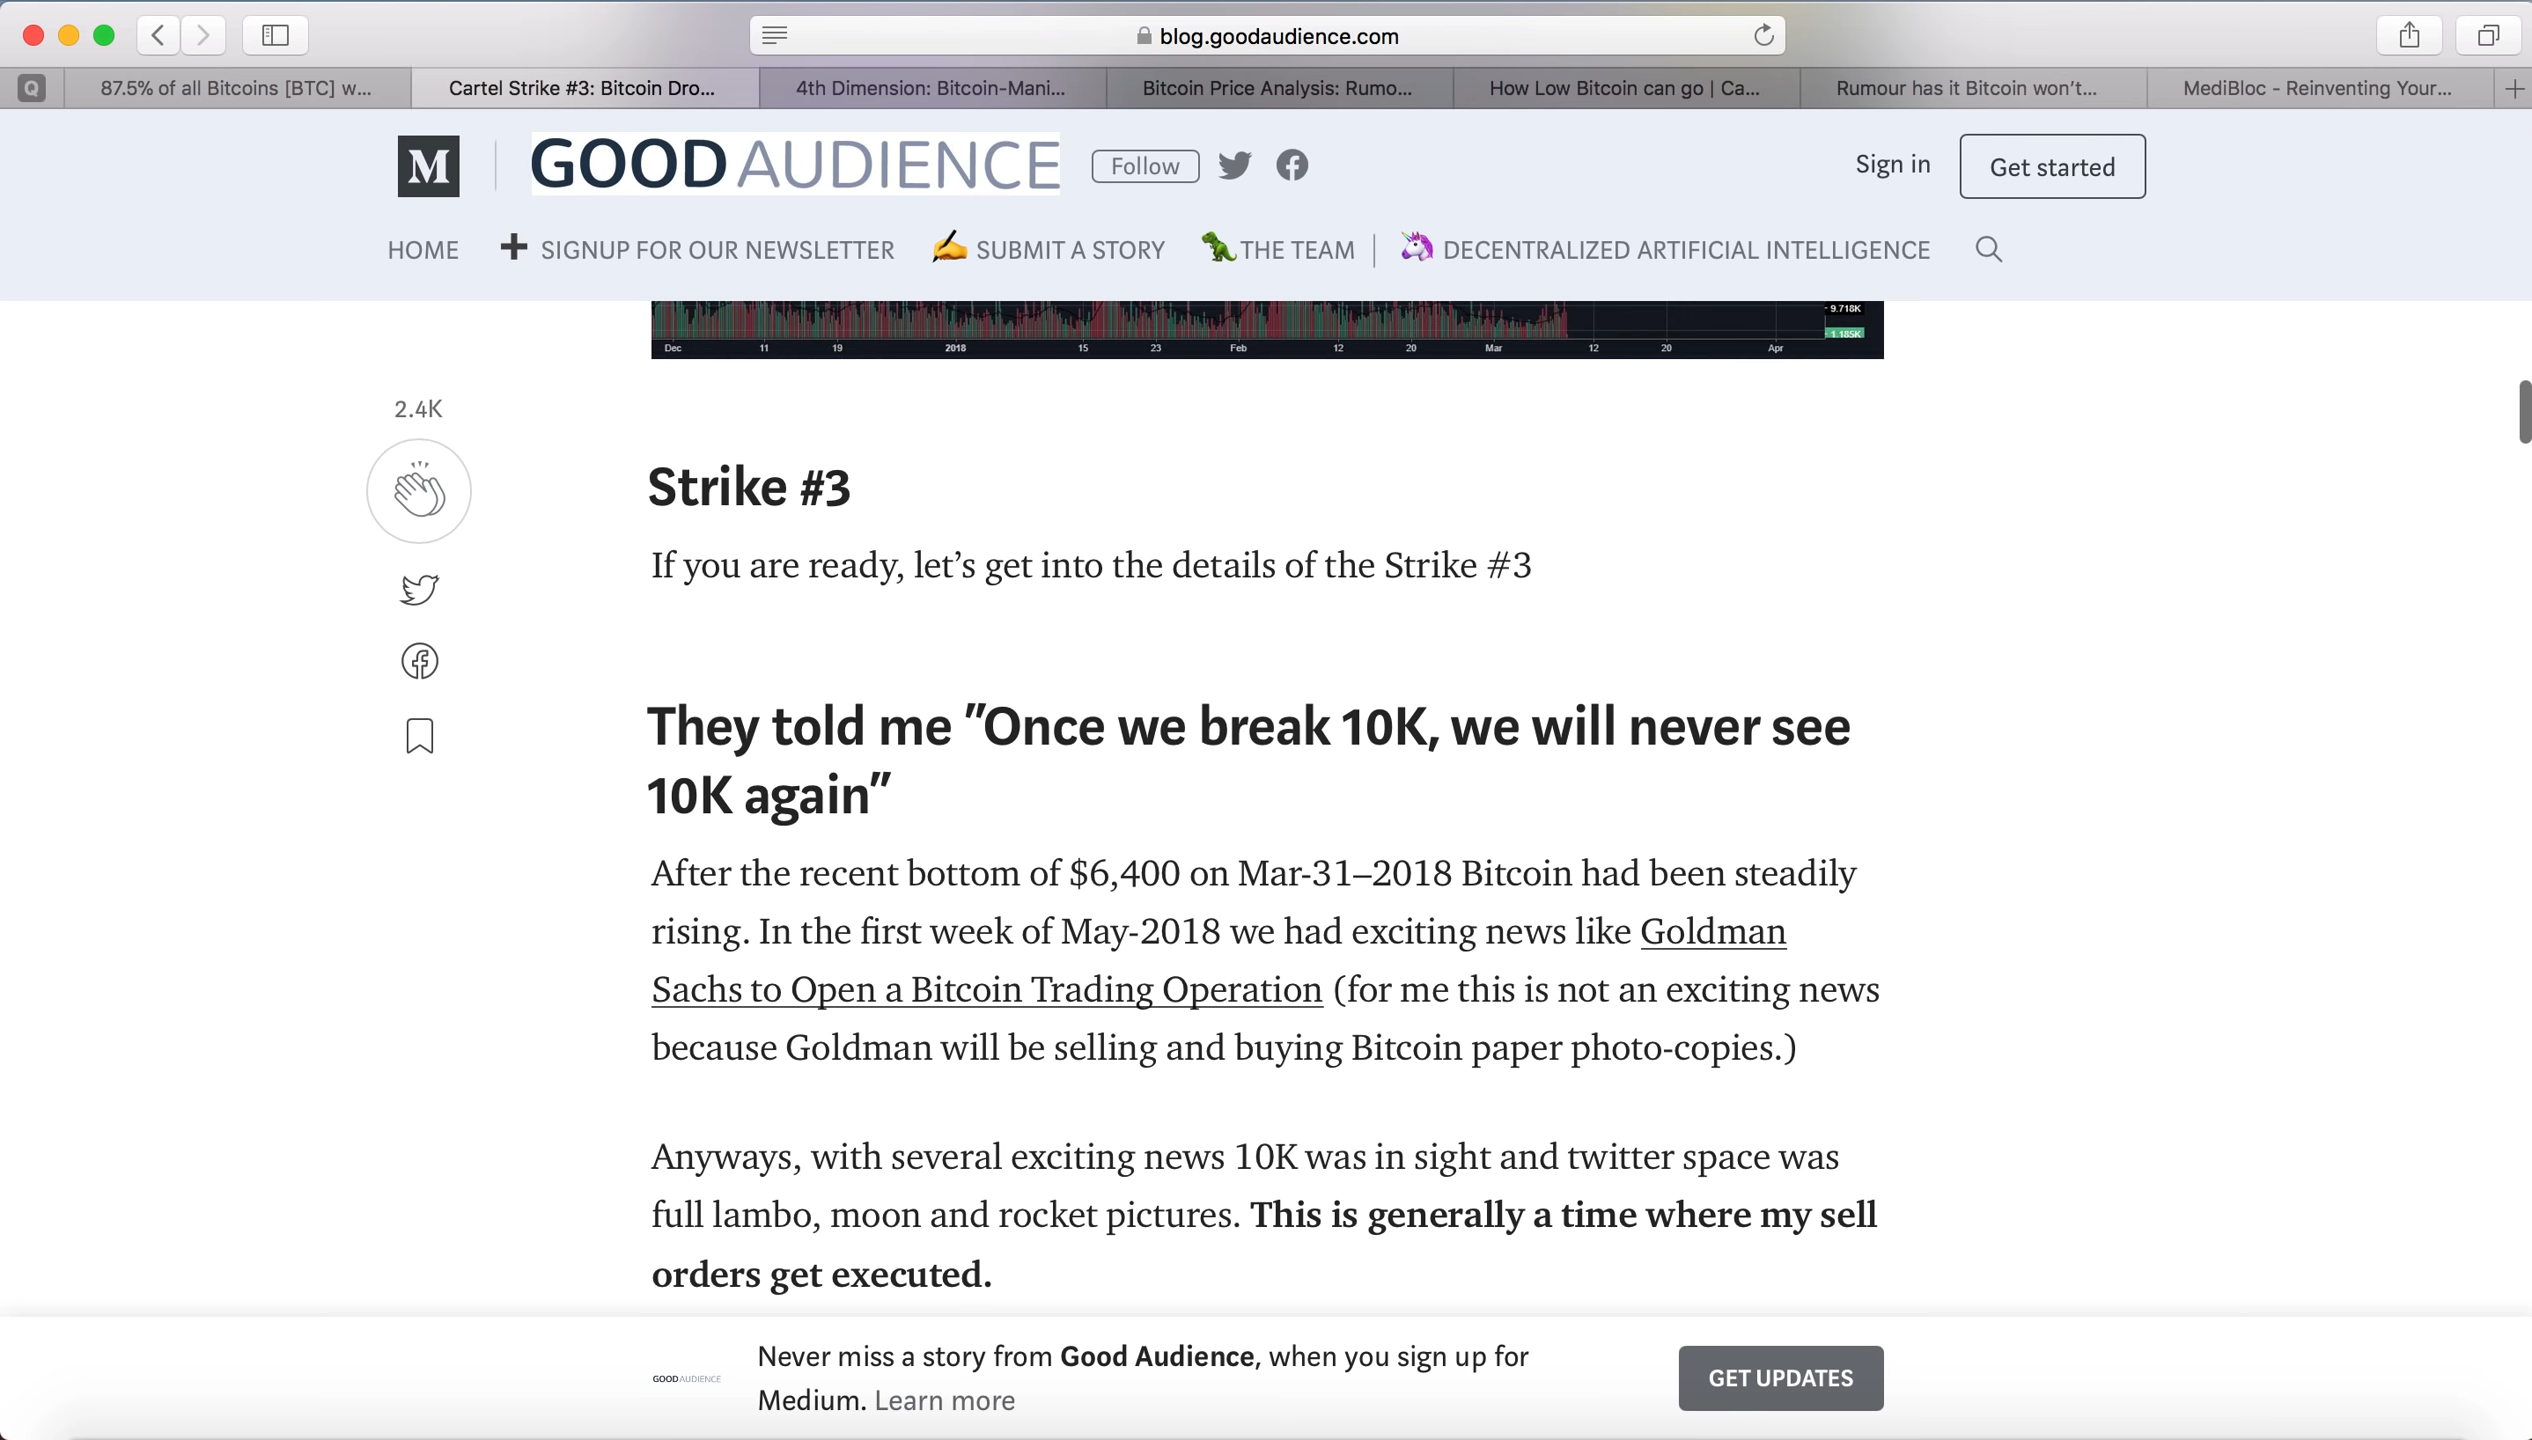 blog.goodaudience.com
Q
87.5% of all Bitcoins [BTC] w...
Cartel Strike #3: Bitcoin Dro...
4th Dimension: Bitcoin-Mani...
Bitcoin Price Analysis: Rumo...
How Low Bitcoin can go | Ca...
Rumour has it Bitcoin won't...
MediBloc - Reinventing Your...
M
GOOD AUDIENCE
Follow
Sign in
Get started
HOME
SIGNUP FOR OUR NEWSLETTER
SUBMIT A STORY
THE TEAM
DECENTRALIZED ARTIFICIAL INTELLIGENCE
9.718K
1.185K
Dec 11 19 2018 15 23 Feb 12 20 Mar 12 20 Apr
2.4K
Strike #3
If you are ready, let’s get into the details of the Strike #3
They told me ”Once we break 10K, we will never see
10K again”
After the recent bottom of $6,400 on Mar-31–2018 Bitcoin had been steadily
rising. In the first week of May-2018 we had exciting news like Goldman
Sachs to Open a Bitcoin Trading Operation (for me this is not an exciting news
because Goldman will be selling and buying Bitcoin paper photo-copies.)
Anyways, with several exciting news 10K was in sight and twitter space was
full lambo, moon and rocket pictures. This is generally a time where my sell
orders get executed.
GOOD AUDIENCE
Never miss a story from Good Audience, when you sign up for
Medium. Learn more
GET UPDATES